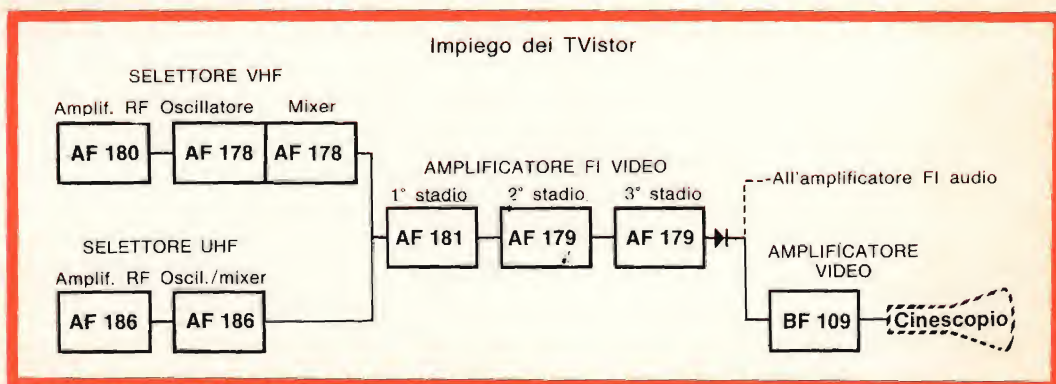 Impiego dei TVistor
SELETTORE VHF
Amplif. RF Oscillatore Mixer
AF 180 AF 178 AF 178
AMPLIFICATORE FI VIDEO
1° stadio 2° stadio 3° stadio
AF 181 AF 179 AF 179
All'amplificatore FI audio
SELETTORE UHF
Amplif. RF Oscil./mixer
AF 186 AF 186
AMPLIFICATORE
VIDEO
BF 109 Cinescopio